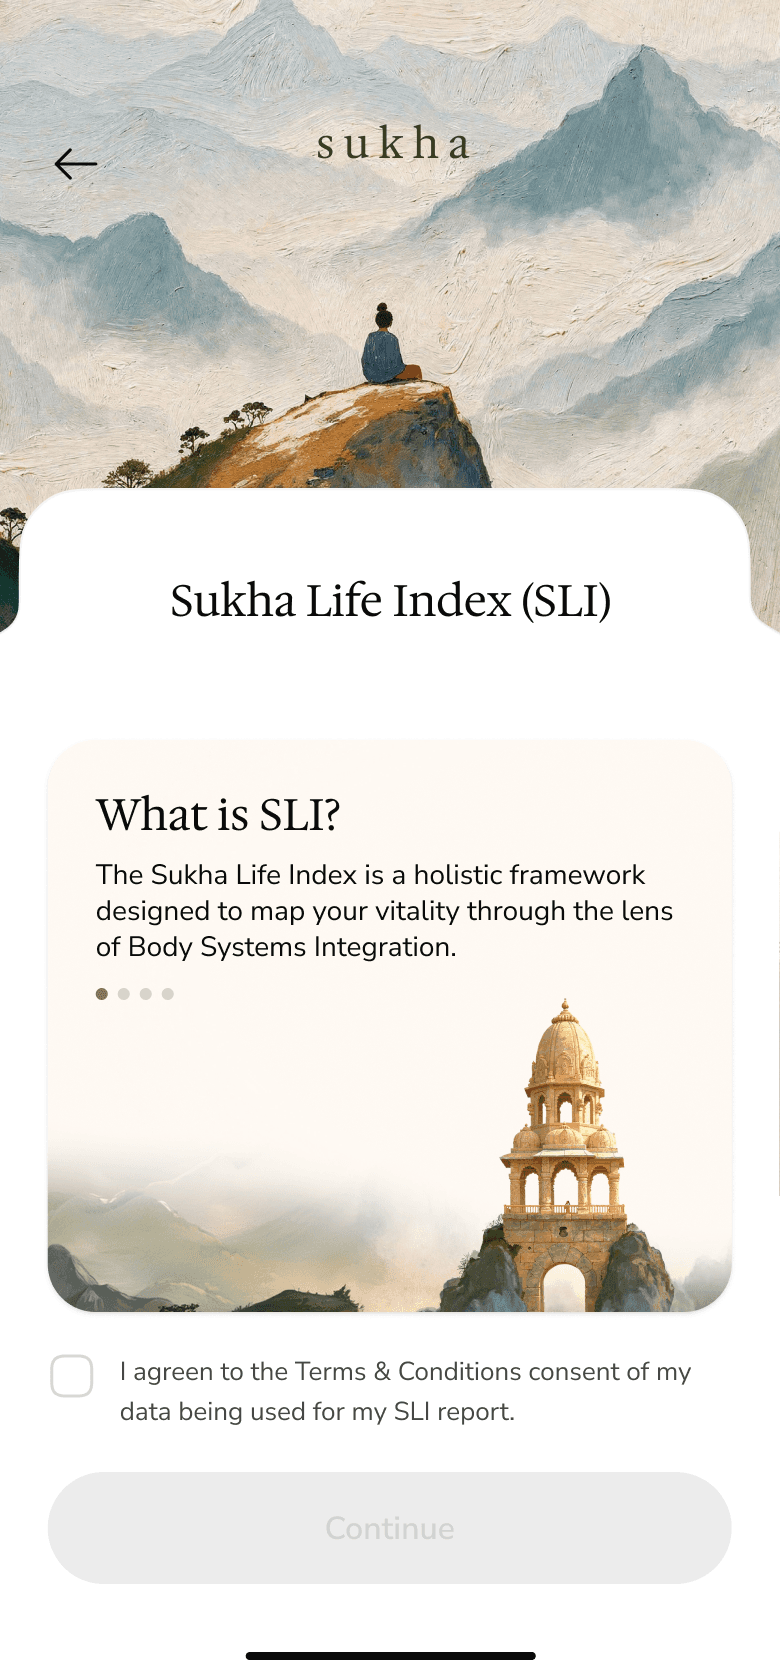 sukha
Sukha Life Index (SLI)
What is SLI?
The Sukha Life Index is a holistic framework
designed to map your vitality through the lens
of Body Systems Integration.
I agreen to the Terms & Conditions consent of my
data being used for my SLI report.
Continue